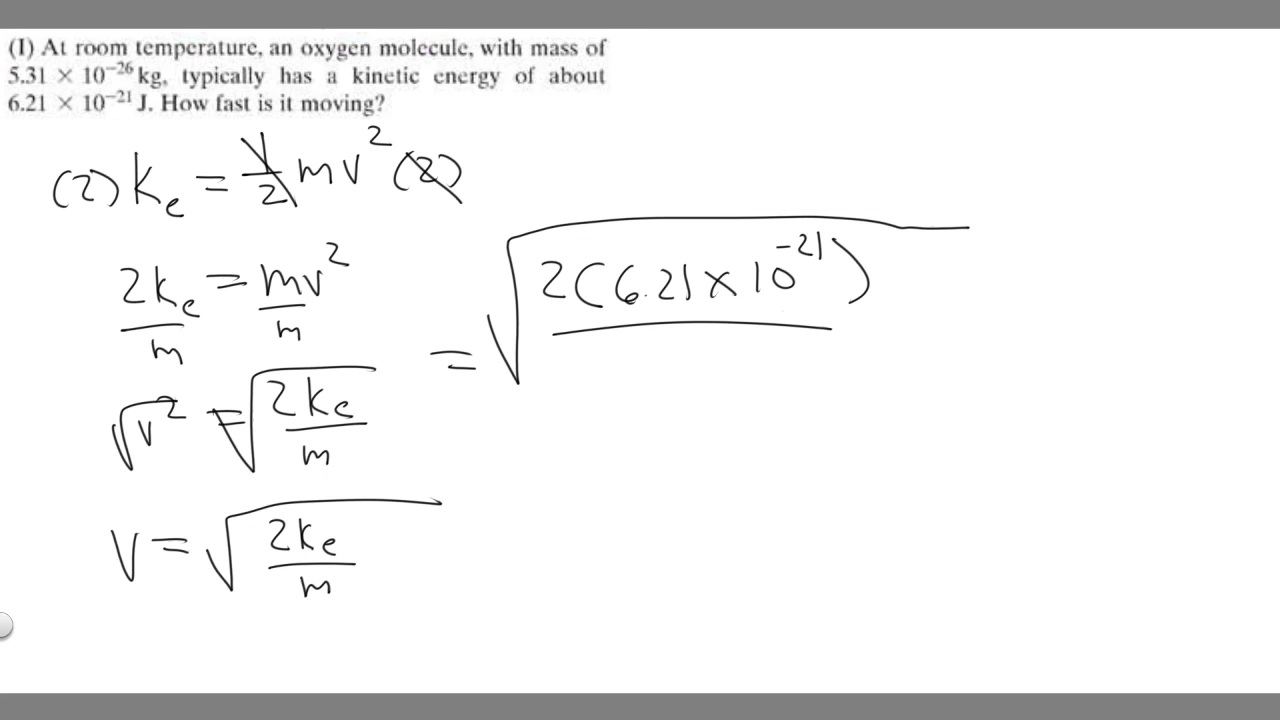 (I) At room temperature, an oxygen molecule, with mass of
5.31 × 10⁻²⁶ kg, typically has a kinetic energy of about
6.21 × 10⁻²¹ J. How fast is it moving?
(2) Ke = 1/2 mv² (2)
2Ke/m = mv²/m
√v² = √(2Ke/m)
V = √(2Ke/m)
= √(2(6.21×10⁻²¹)